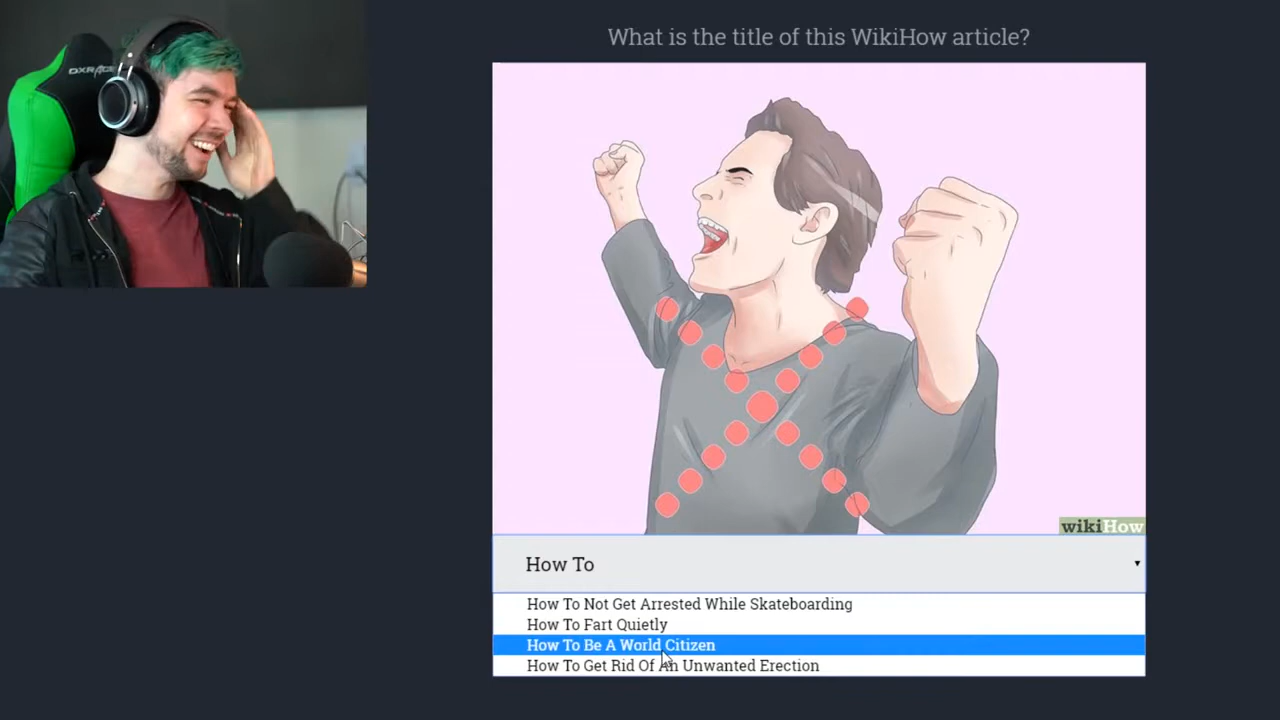 What is the title of this WikiHow article?
DXRACER
wikiHow
How To
How To Not Get Arrested While Skateboarding
How To Fart Quietly
How To Be A World Citizen
How To Get Rid Of An Unwanted Erection